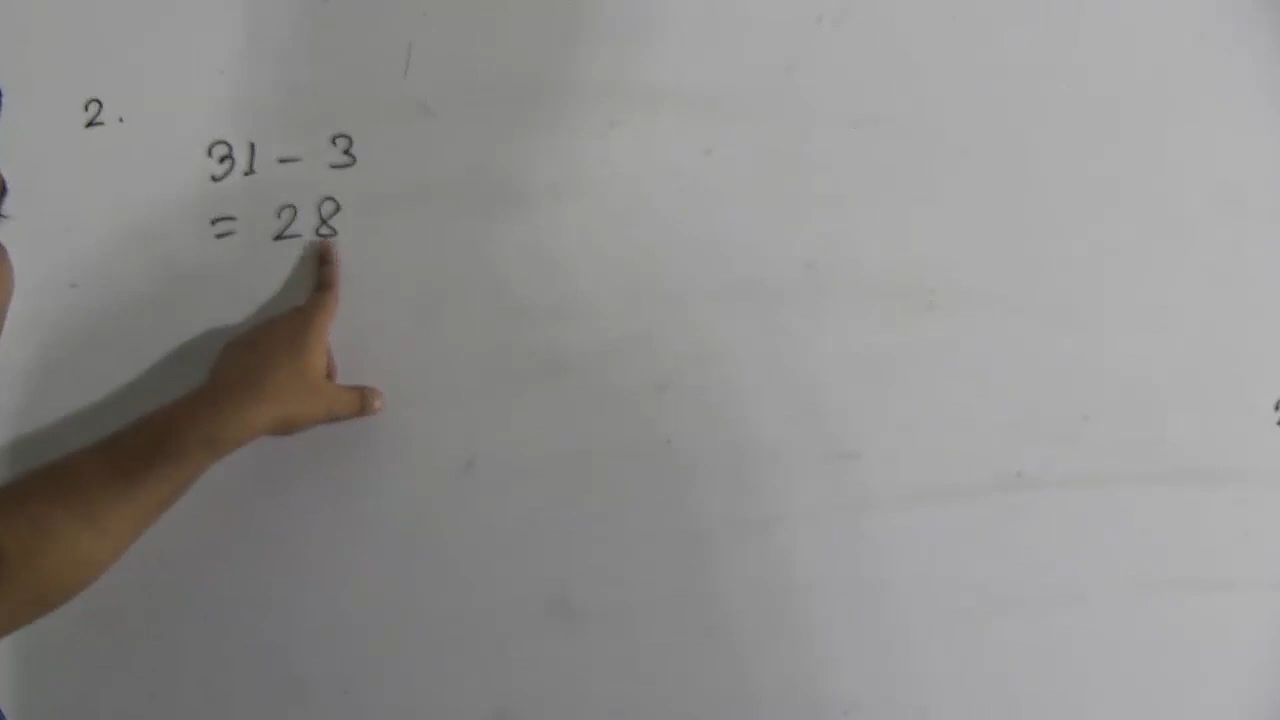 2.
31 - 3
= 28